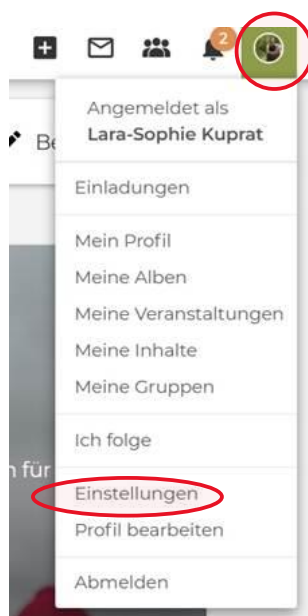 2
Angemeldet als
Lara-Sophie Kuprat
Be
Einladungen
Mein Profil
Meine Alben
Meine Veranstaltungen
Meine Inhalte
Meine Gruppen
Ich folge
n für
Einstellungen
Profil bearbeiten
Abmelden